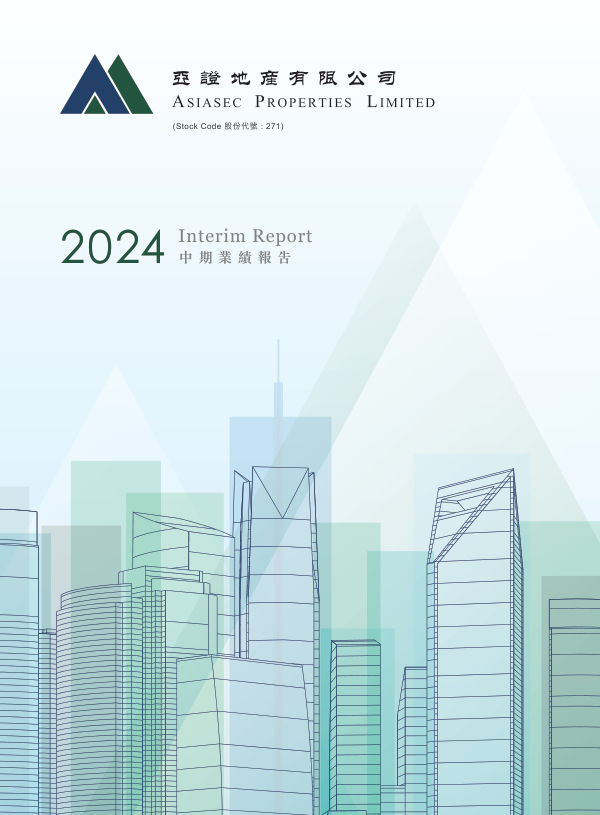 亞證地產有限公司
ASIASEC PROPERTIES LIMITED
(Stock Code 股份代號 : 271)
2024 Interim Report
中期業績報告